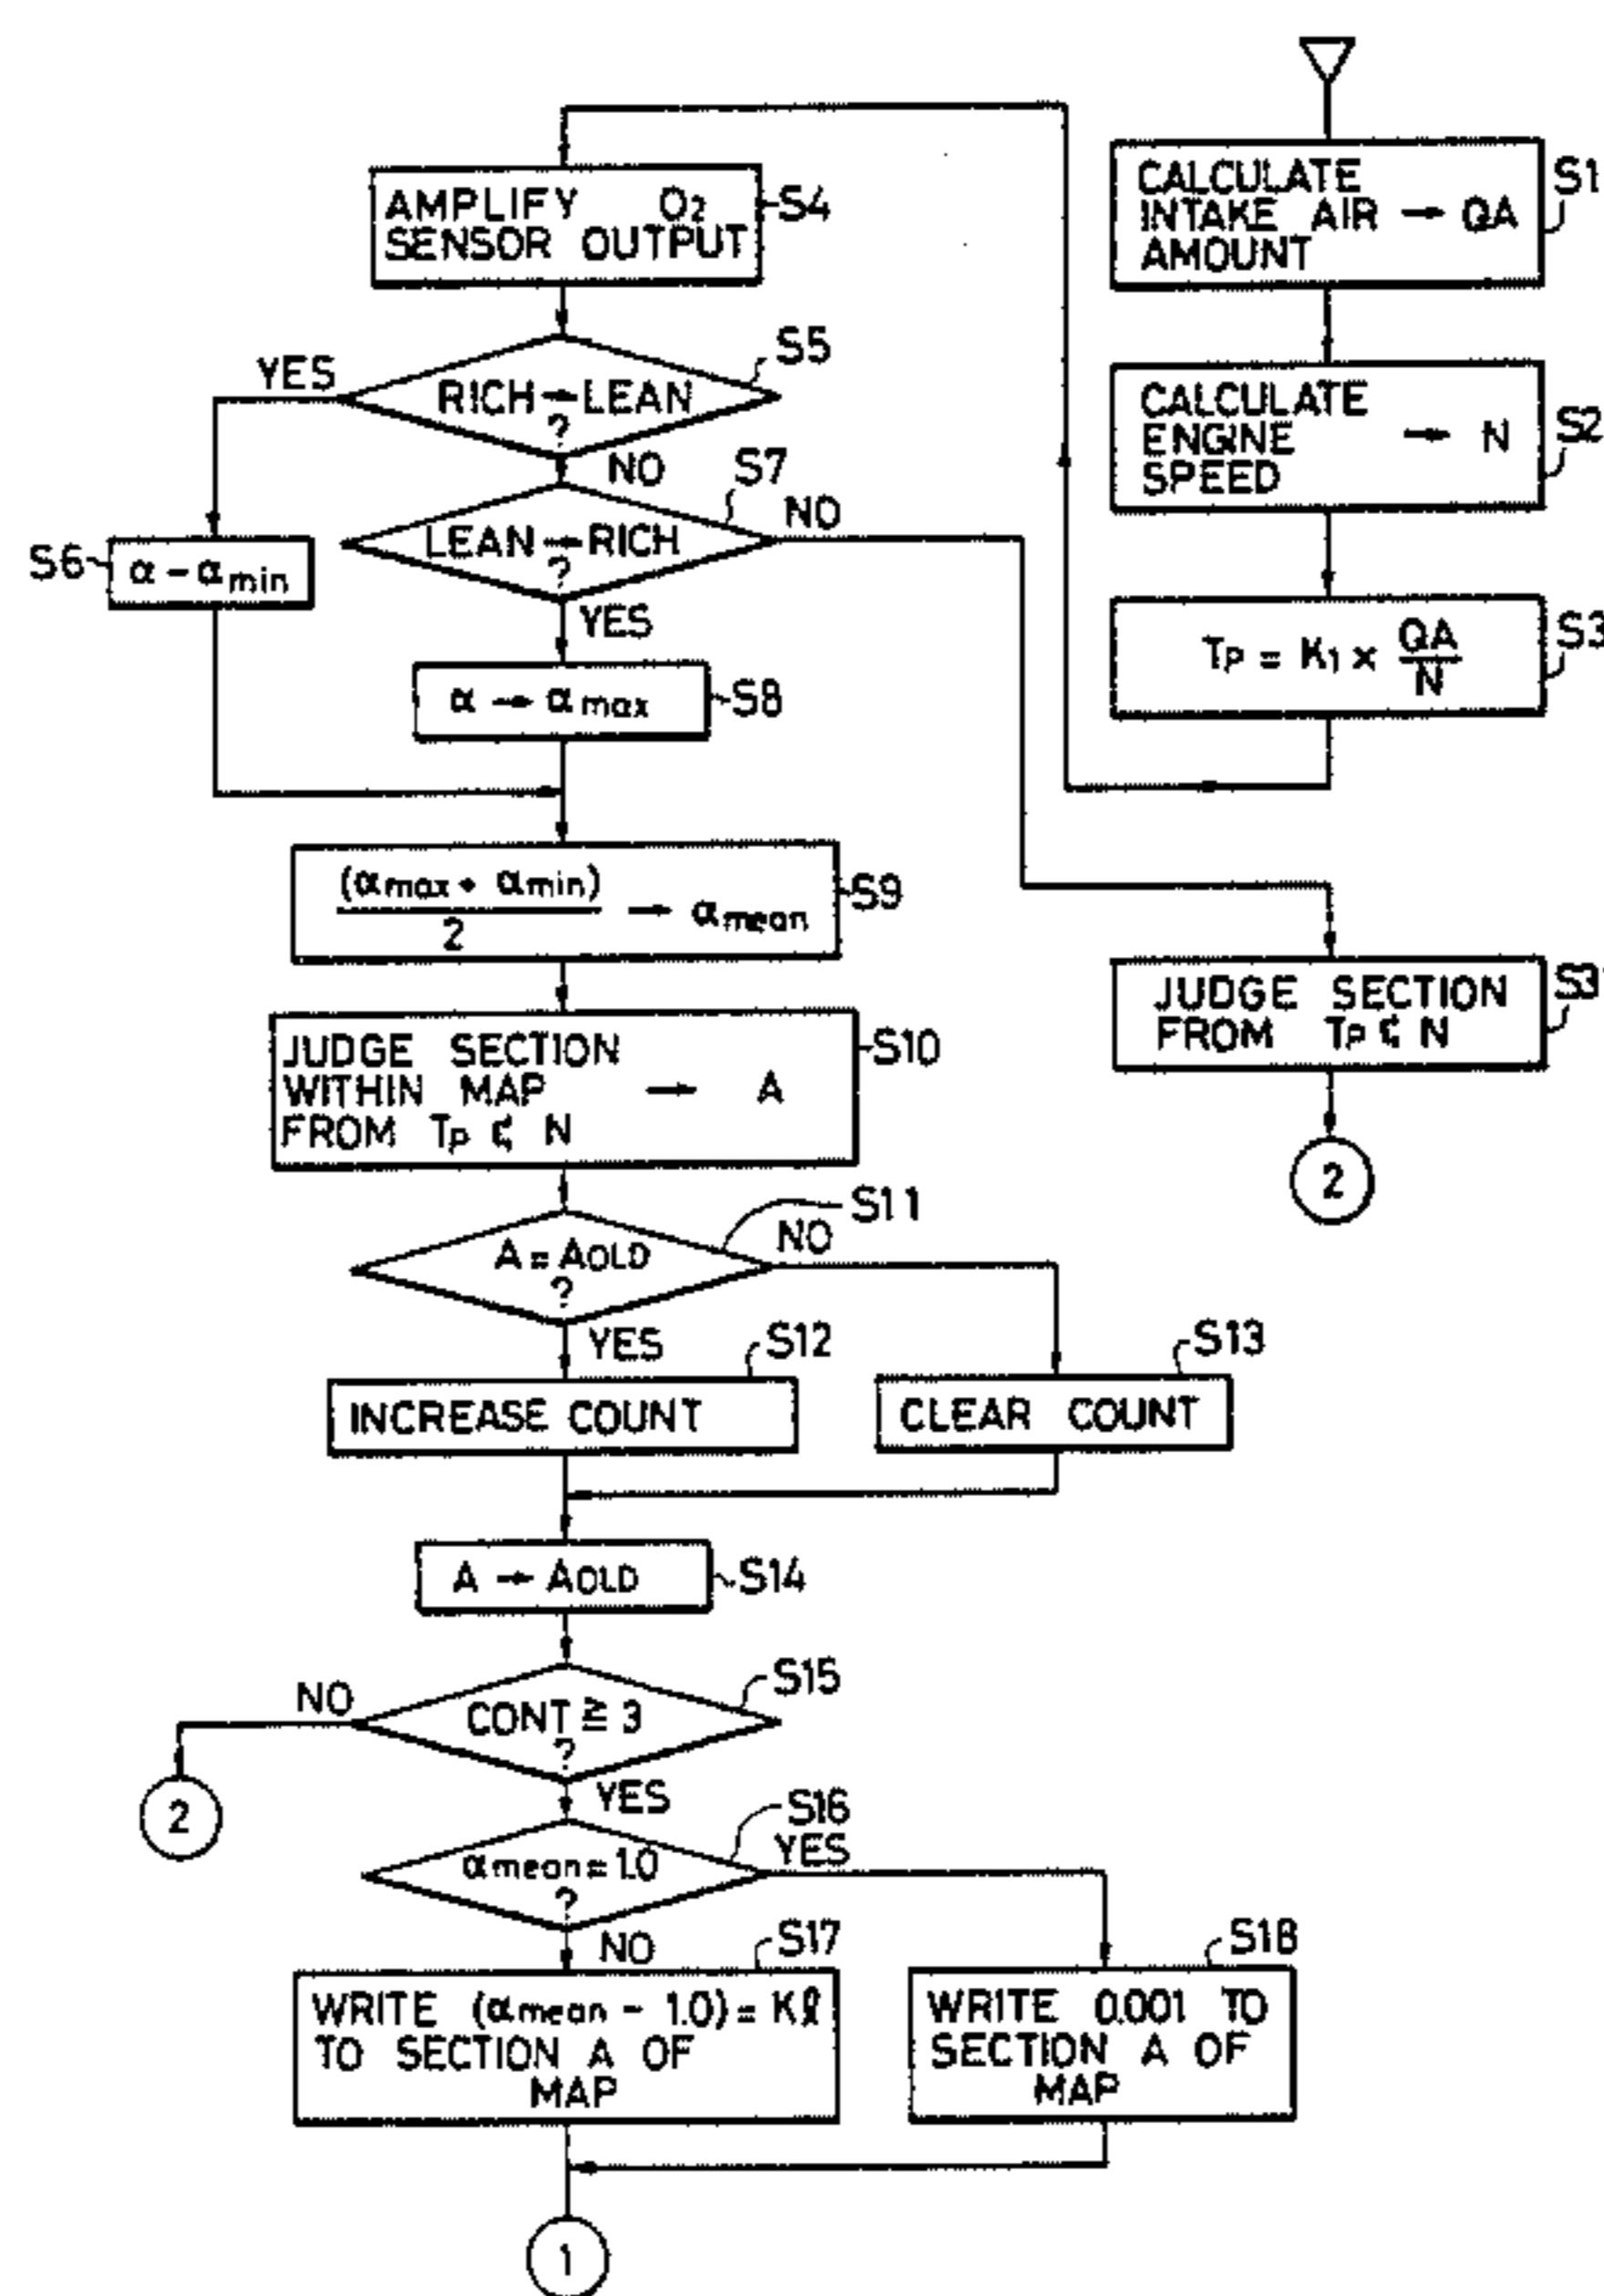 CALCULATE
INTAKE AIR → QA
AMOUNT
S1
CALCULATE
ENGINE → N
SPEED
S2
Tp = K1 × QA/N
S3
AMPLIFY O2
SENSOR OUTPUT
S4
RICH → LEAN
?
S5
YES
NO
α - αmin
S6
LEAN → RICH
?
S7
NO
YES
α → αmax
S8
(αmax + αmin)/2 → αmean
S9
JUDGE SECTION
WITHIN MAP → A
FROM Tp & N
S10
A = AOLD
?
S11
NO
YES
INCREASE COUNT
S12
CLEAR COUNT
S13
A → AOLD
S14
CONT ≧ 3
?
S15
NO
2
YES
αmean = 1.0
?
S16
YES
NO
WRITE (αmean - 1.0) = Kℓ
TO SECTION A OF
MAP
S17
WRITE 0.001 TO
SECTION A OF
MAP
S18
1
JUDGE SECTION
FROM Tp & N
2